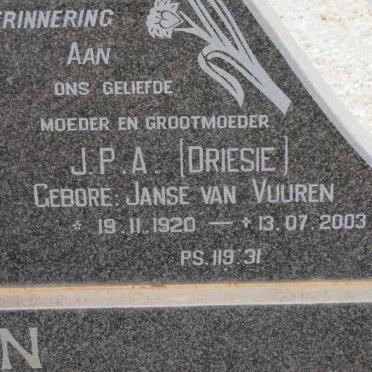 ERINNERING
AAN
ONS GELIEFDE
MOEDER EN GROOTMOEDER
J.P.A. [DRIESIE]
GEBORE: JANSE VAN VUUREN
* 19.11.1920 — + 13.07.2003
PS. 119:31
N